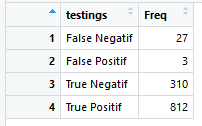 testings Freq
1 False Negatif 27
2 False Positif 3
3 True Negatif 310
4 True Positif 812